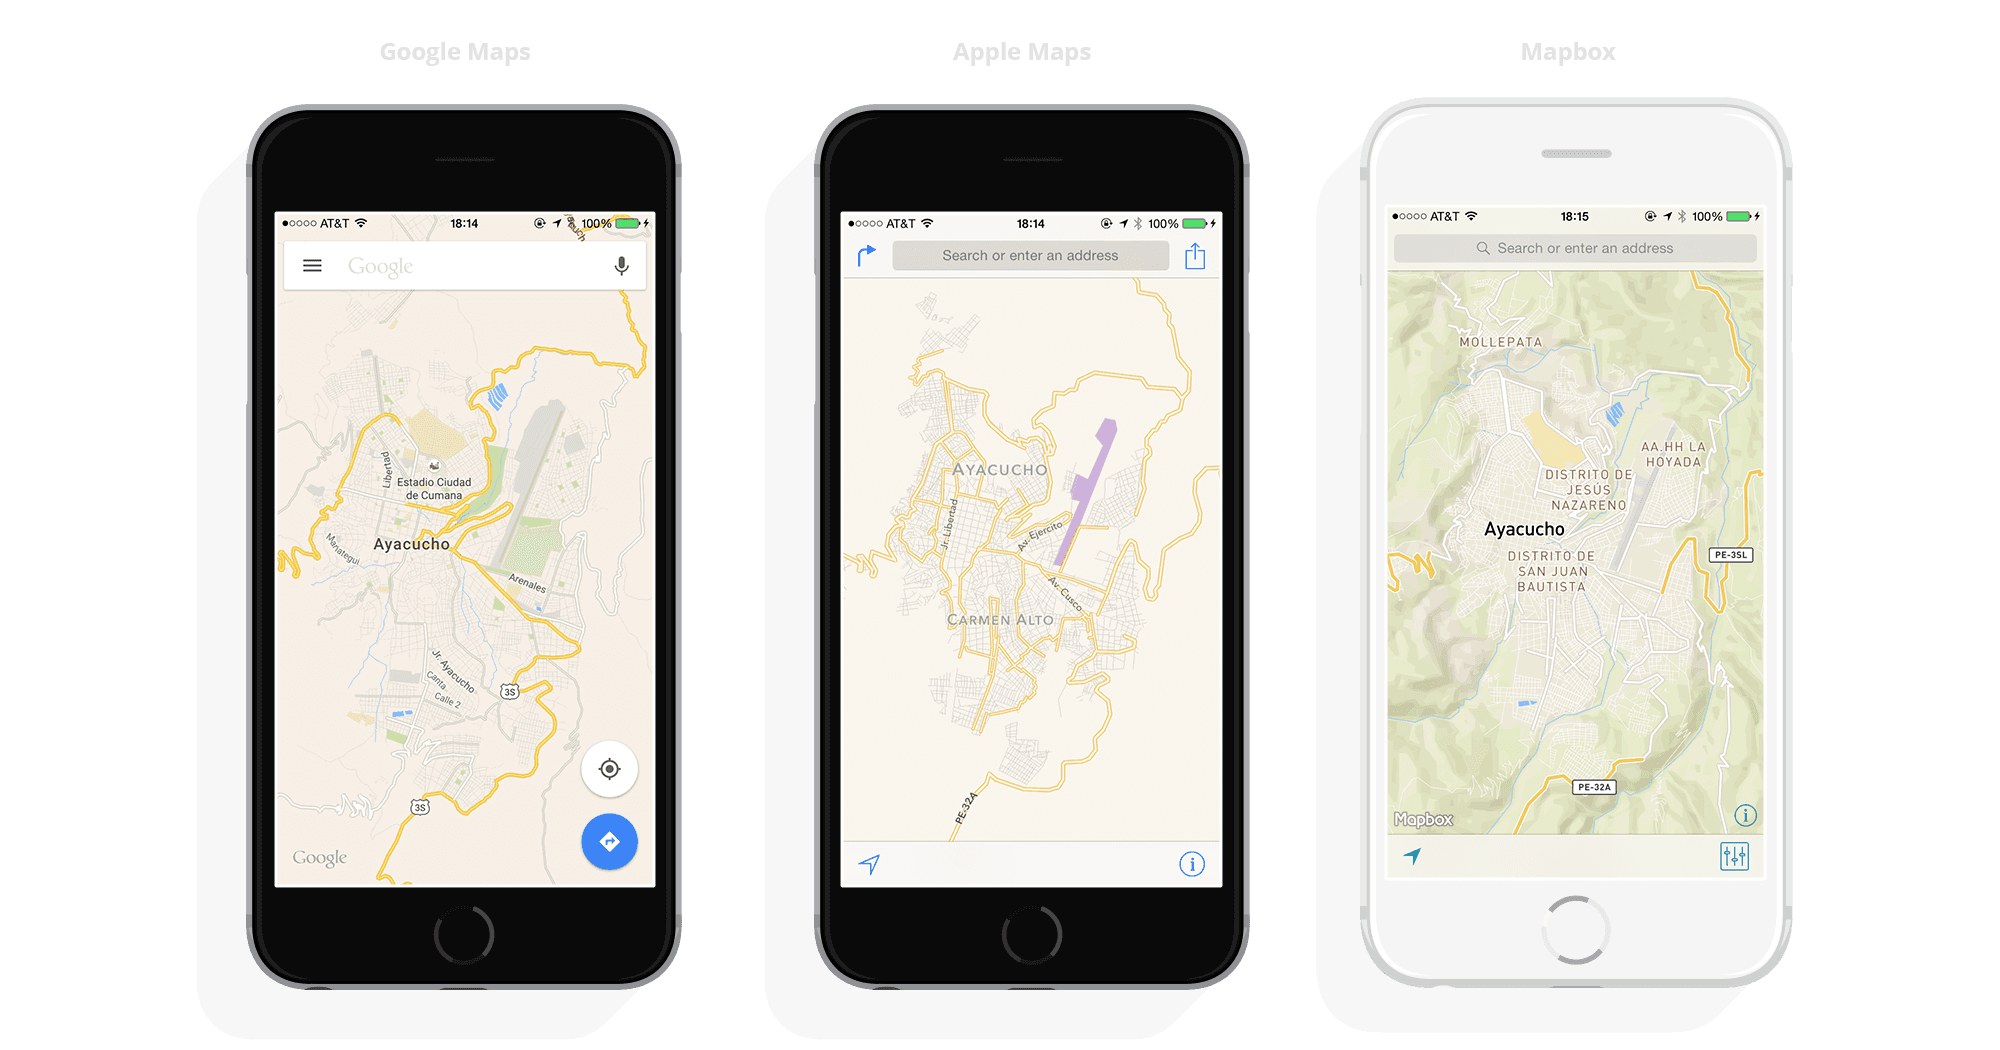 Google Maps
AT&T
18:14
100%
Google
Libertad
Estadio Ciudad
de Cumana
Mariategui
Ayacucho
Arenales
Jr. Ayacucho
Canta
Calle 2
3S
3S
Google
Apple Maps
AT&T
18:14
100%
Search or enter an address
AYACUCHO
Jr. Libertad
Av. Ejercito
Av. Cusco
CARMEN ALTO
PE-32A
Mapbox
AT&T
18:15
100%
Search or enter an address
MOLLEPATA
AA.HH LA
HOYADA
DISTRITO DE
JESÚS
NAZARENO
Ayacucho
DISTRITO DE
SAN JUAN
BAUTISTA
PE-3SL
PE-32A
Mapbox